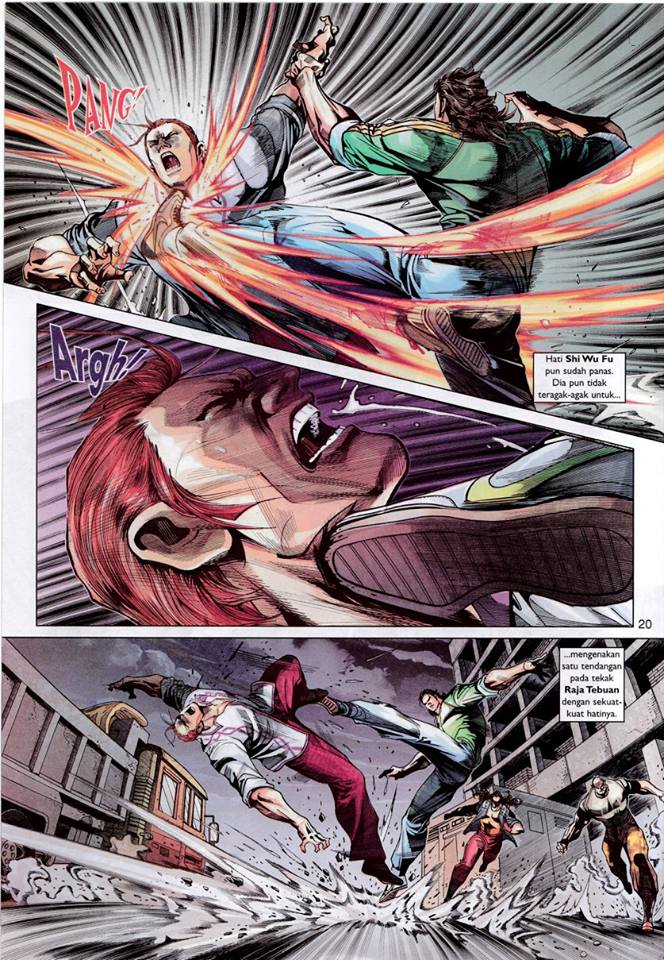 PANG!
Hati Shi Wu Fu
pun sudah panas.
Dia pun tidak
teragak-agak untuk...
Argh!
20
...mengenakan
satu tendangan
pada tekak
Raja Tebuan
dengan sekuat-
kuat hatinya.